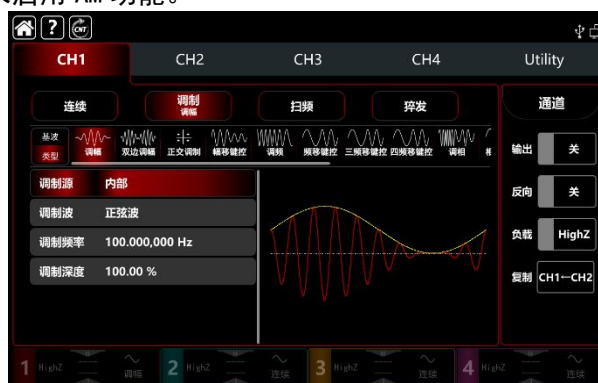 启用 AM 功能。
? CNT
CH1 CH2 CH3 CH4 Utility
连续 调制 调幅 扫频 猝发 通道
基波 类型 调幅 双边调幅 正交调制 幅移键控 调频 频移键控 三频移键控 四频移键控 调相
输出 关
调制源 内部
反向 关
调制波 正弦波
负载 HighZ
调制频率 100.000,000 Hz
调制深度 100.00 %
复制 CH1←CH2
1 HighZ 调幅 2 HighZ 连续 3 HighZ 连续 4 HighZ 连续